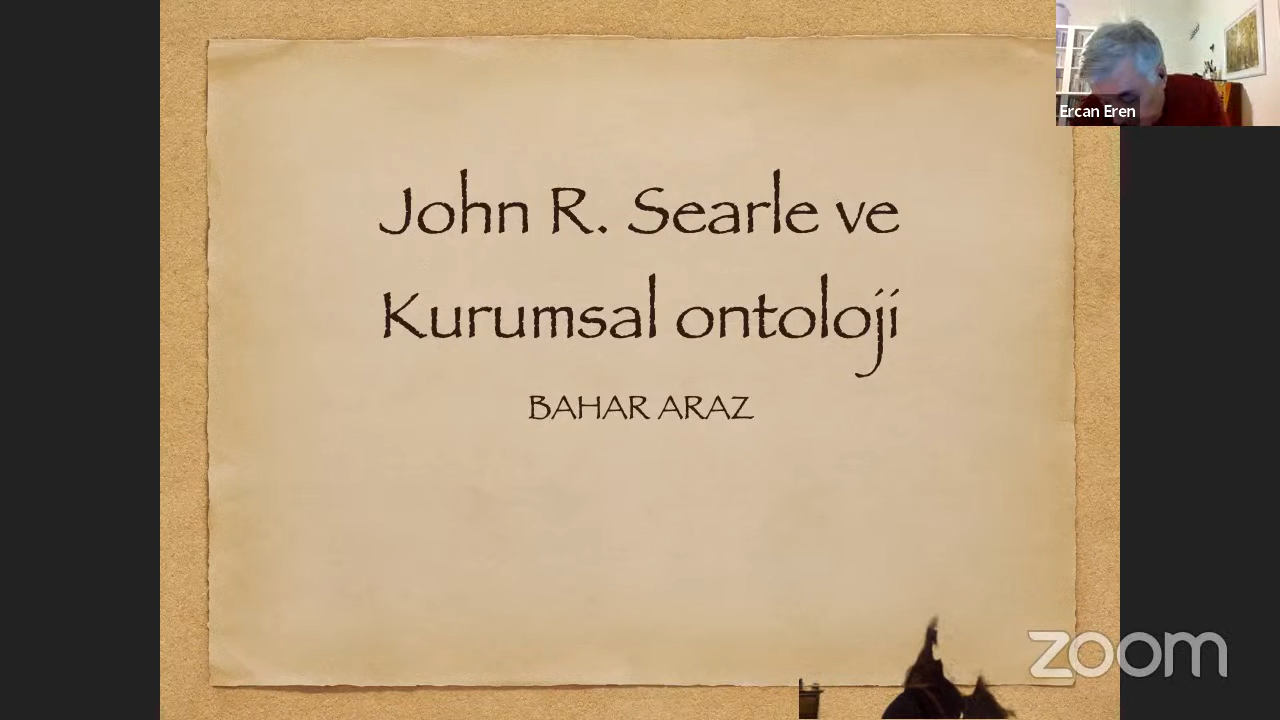 Ercan Eren
John R. Searle ve
Kurumsal ontoloji
BAHAR ARAZ
zoom